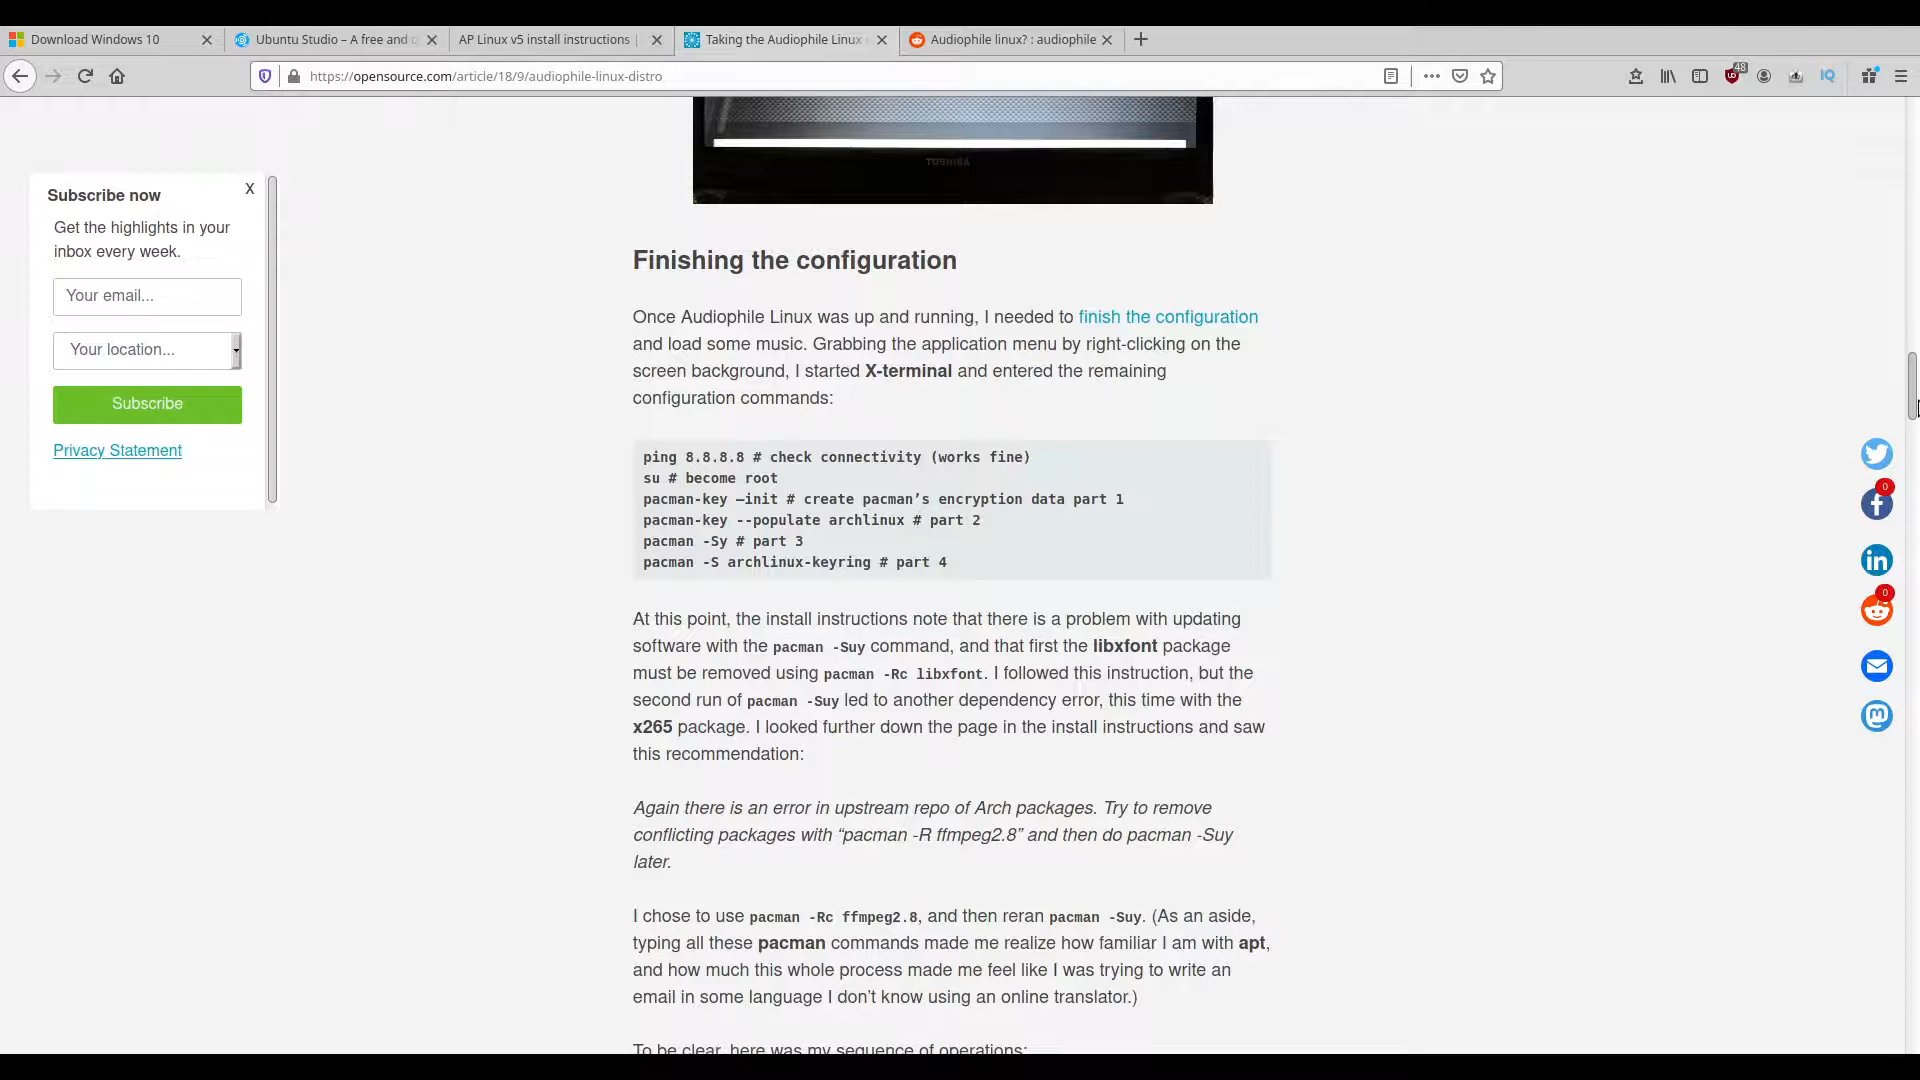 Download Windows 10
Ubuntu Studio – A free and o
AP Linux v5 install instructions |
Taking the Audiophile Linux
Audiophile linux? : audiophile
https://opensource.com/article/18/9/audiophile-linux-distro
48
TOSHIBA
Subscribe now
X
Get the highlights in your
inbox every week.
Your email...
Your location...
Subscribe
Privacy Statement
Finishing the configuration
Once Audiophile Linux was up and running, I needed to finish the configuration
and load some music. Grabbing the application menu by right-clicking on the
screen background, I started X-terminal and entered the remaining
configuration commands:
ping 8.8.8.8 # check connectivity (works fine)
su # become root
pacman-key –init # create pacman’s encryption data part 1
pacman-key --populate archlinux # part 2
pacman -Sy # part 3
pacman -S archlinux-keyring # part 4
At this point, the install instructions note that there is a problem with updating
software with the pacman -Suy command, and that first the libxfont package
must be removed using pacman -Rc libxfont. I followed this instruction, but the
second run of pacman -Suy led to another dependency error, this time with the
x265 package. I looked further down the page in the install instructions and saw
this recommendation:
Again there is an error in upstream repo of Arch packages. Try to remove
conflicting packages with “pacman -R ffmpeg2.8” and then do pacman -Suy
later.
I chose to use pacman -Rc ffmpeg2.8, and then reran pacman -Suy. (As an aside,
typing all these pacman commands made me realize how familiar I am with apt,
and how much this whole process made me feel like I was trying to write an
email in some language I don’t know using an online translator.)
To be clear, here was my sequence of operations:
0
0